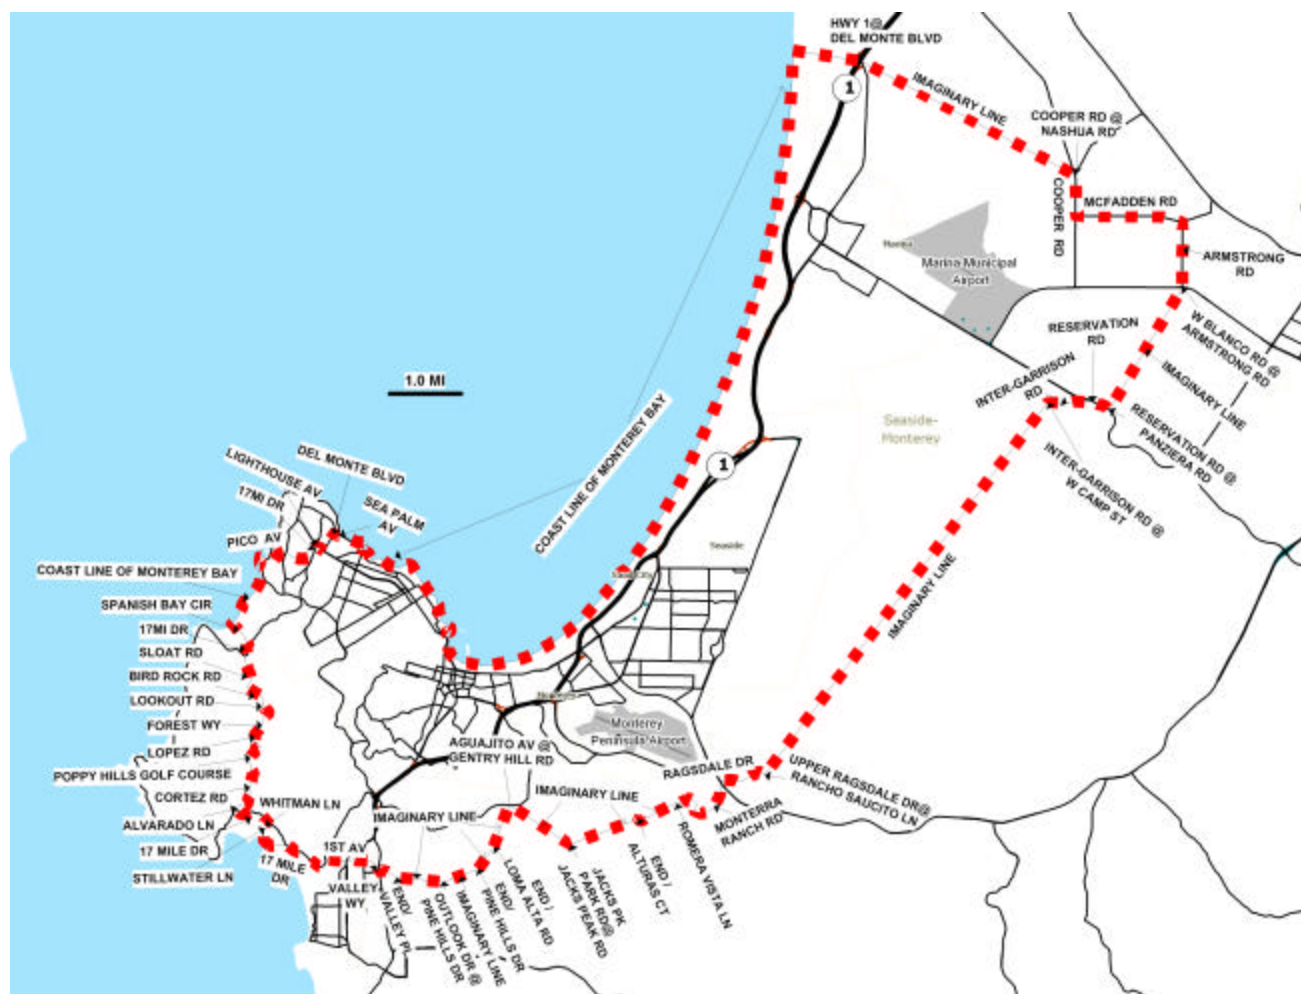 HWY 1@
DEL MONTE BLVD
1
IMAGINARY LINE
COOPER RD @
NASHUA RD
COOPER RD
MCFADDEN RD
ARMSTRONG
RD
Marina
Marina Municipal
Airport
W BLANCO RD @
ARMSTRONG RD
RESERVATION
RD
IMAGINARY LINE
INTER-GARRISON
RD
RESERVATION RD @
PANZIERA RD
INTER-GARRISON RD @
W CAMP ST
1.0 MI
Seaside-
Monterey
COAST LINE OF MONTEREY BAY
1
DEL MONTE BLVD
LIGHTHOUSE AV
17MI DR
SEA PALM
AV
PICO AV
COAST LINE OF MONTEREY BAY
SPANISH BAY CIR
17MI DR
SLOAT RD
BIRD ROCK RD
LOOKOUT RD
FOREST WY
LOPEZ RD
POPPY HILLS GOLF COURSE
CORTEZ RD
WHITMAN LN
ALVARADO LN
17 MILE DR
STILLWATER LN
17 MILE
DR
1ST AV
VALLEY
WY
END/
VALLEY PL
OUTLOOK DR @
PINE HILLS DR
IMAGINARY LINE
END/
PINE HILLS DR
END /
LOMA ALTA RD
IMAGINARY LINE
AGUAJITO AV @
GENTRY HILL RD
IMAGINARY LINE
JACKS PK
PARK RD@
JACKS PEAK RD
END /
ALTURAS CT
ROMERA VISTA LN
MONTERRA
RANCH RD
RAGSDALE DR
UPPER RAGSDALE DR@
RANCHO SAUCITO LN
IMAGINARY LINE
Seaside
Sand City
Monterey
Monterey
Peninsula Airport